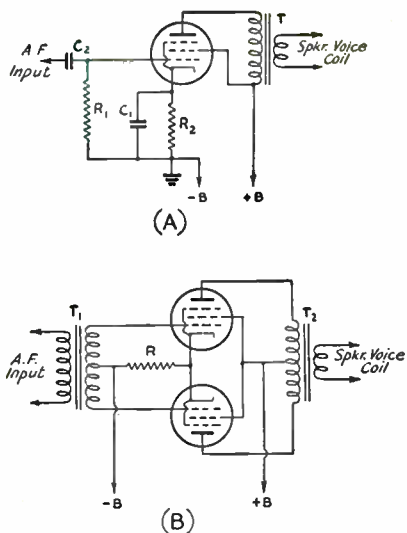 A.F. Input
C₂
R₁
C₁
R₂
T
Spkr. Voice Coil
-B
+B
(A)
A.F. Input
T₁
R
T₂
Spkr. Voice Coil
-B
+B
(B)